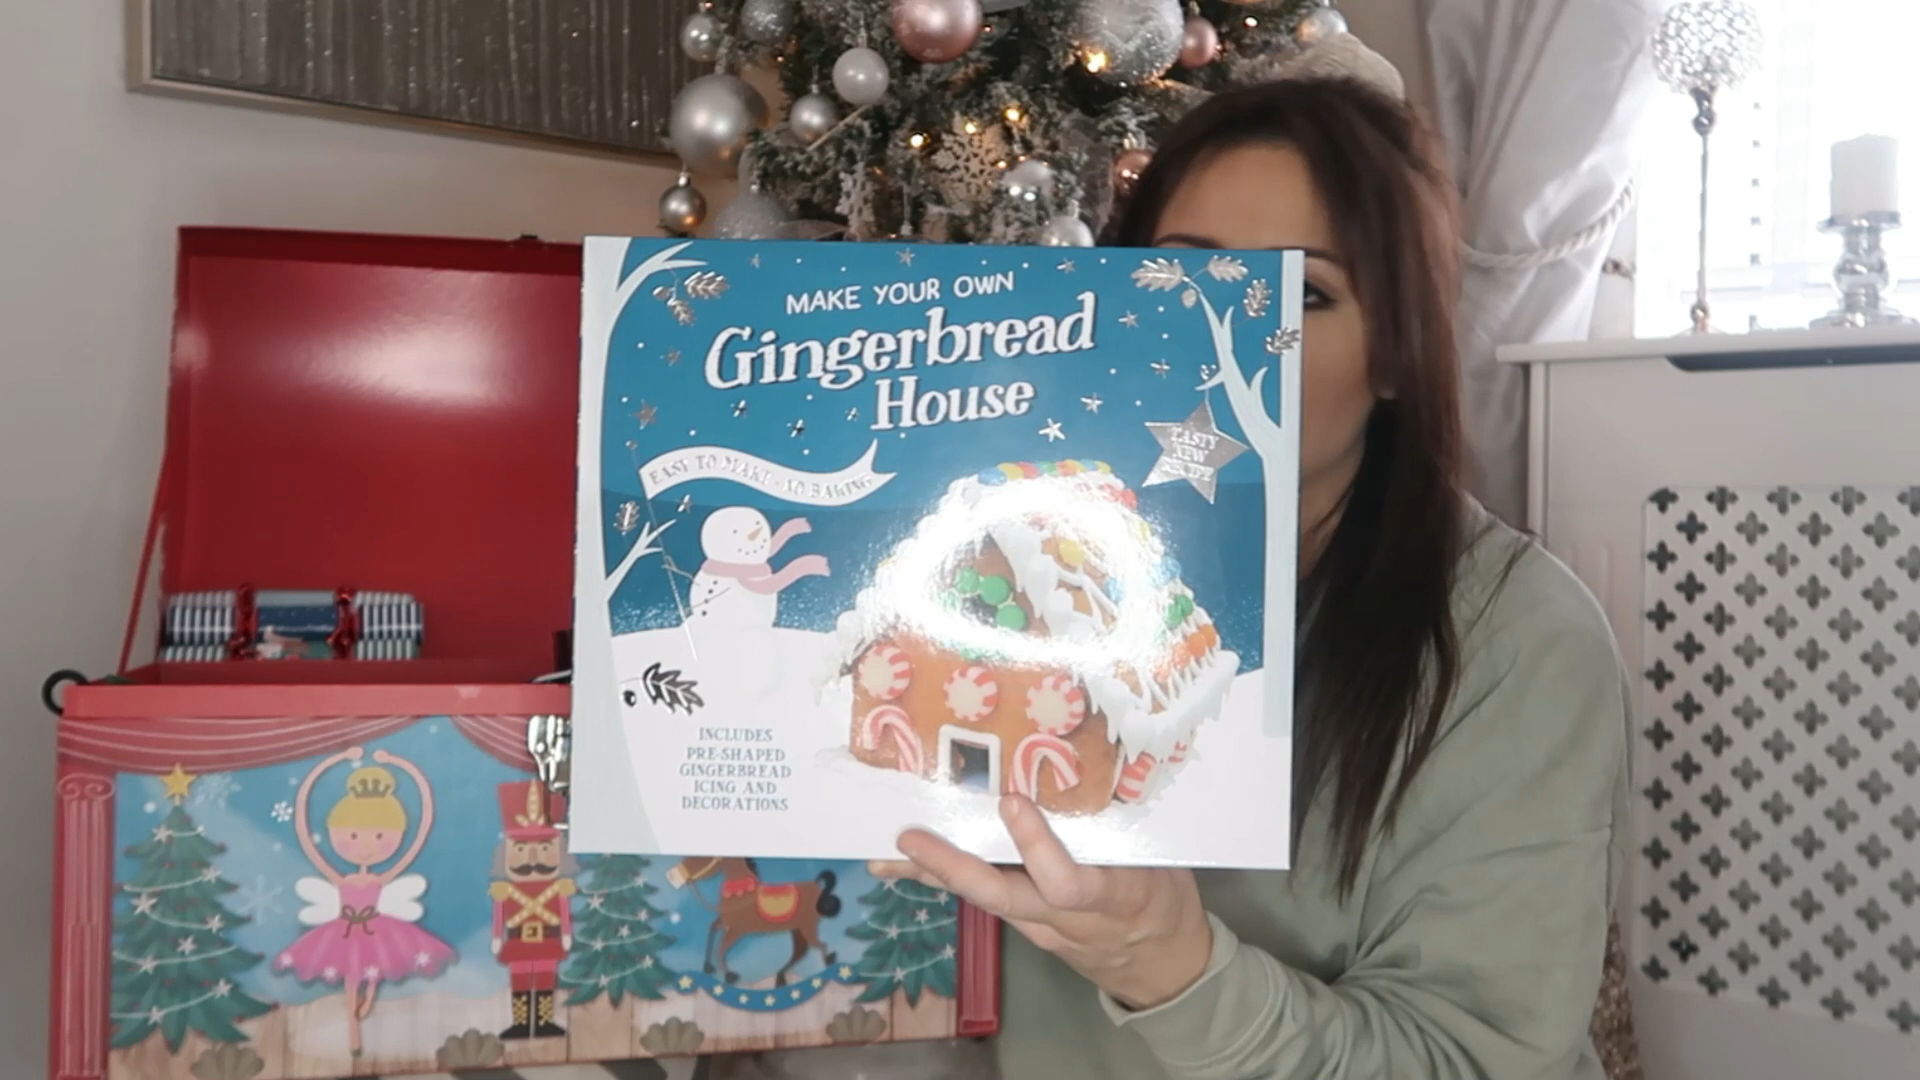 MAKE YOUR OWN
Gingerbread
House
EASY TO MAKE - NO BAKING
TASTY
NEW
RECIPE
INCLUDES
PRE-SHAPED
GINGERBREAD
ICING AND
DECORATIONS